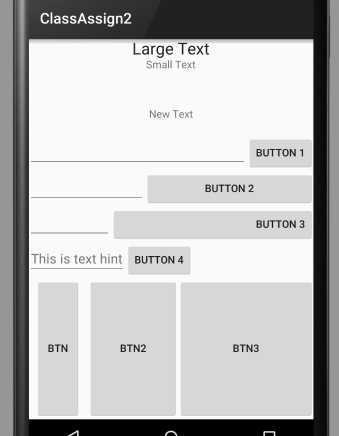 ClassAssign2
Large Text
Small Text
New Text
BUTTON 1
BUTTON 2
BUTTON 3
This is text hint BUTTON 4
BTN BTN2 BTN3